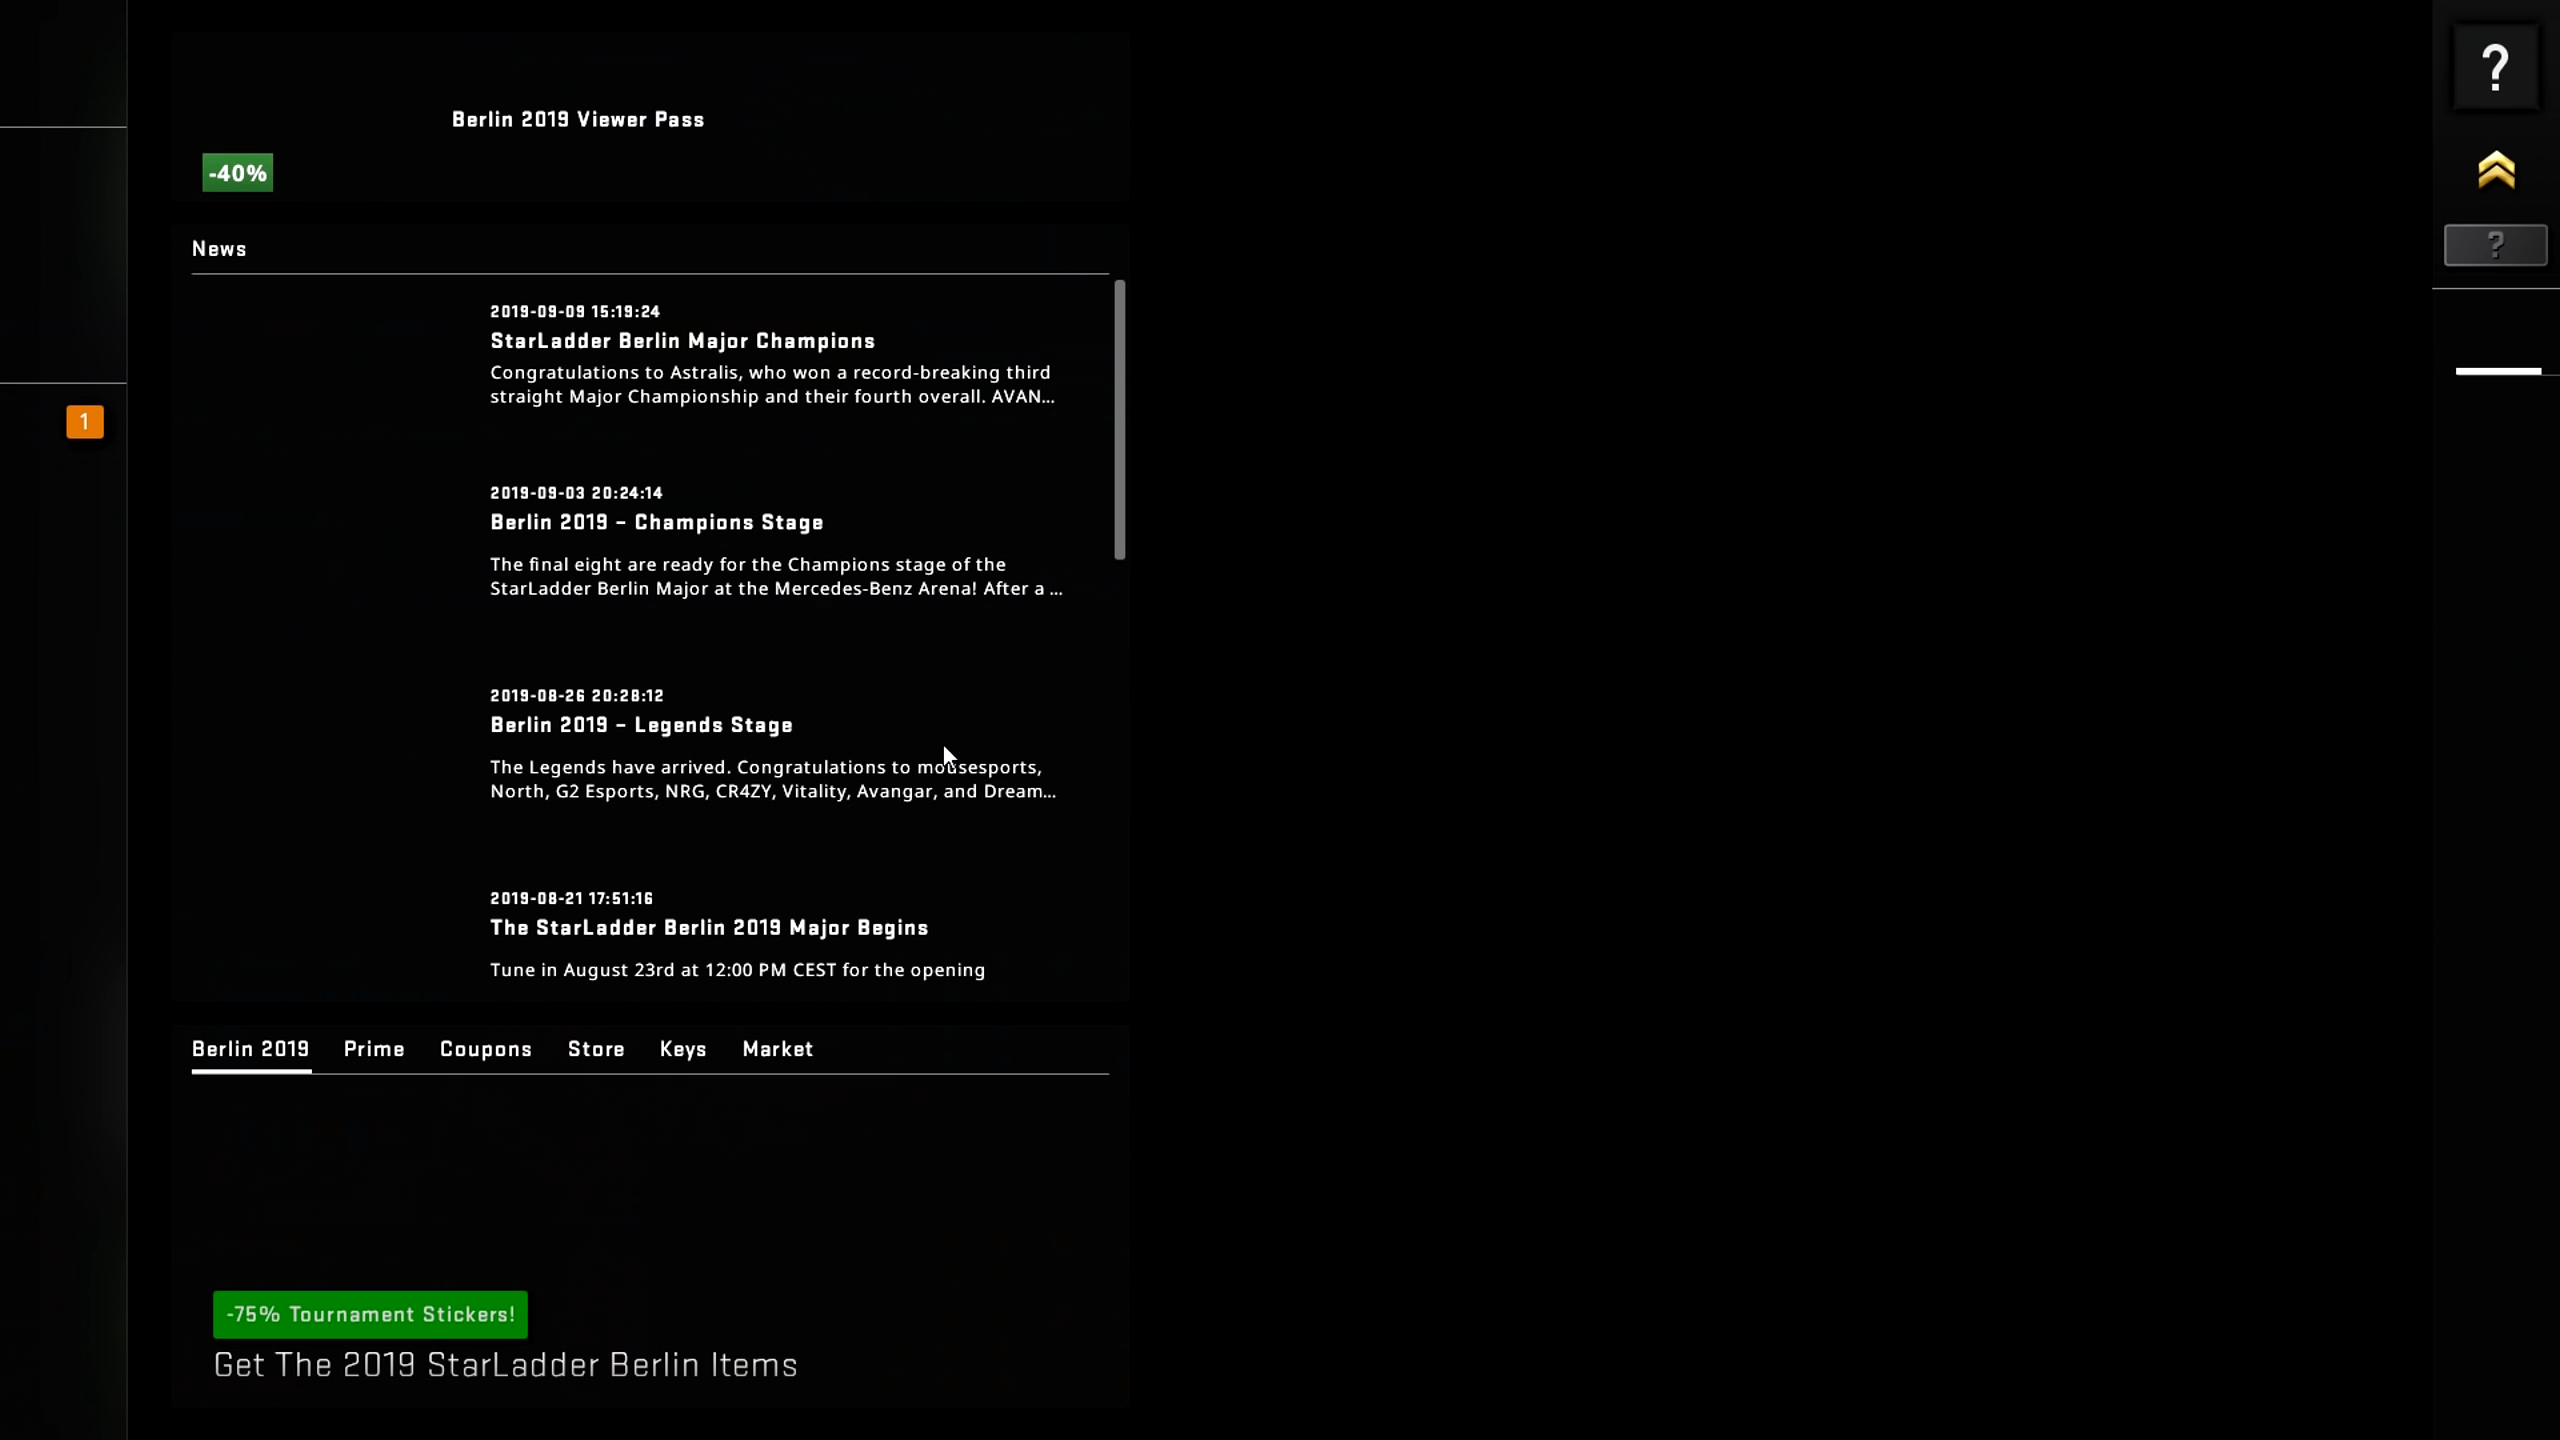 Berlin 2019 Viewer Pass
-40%
News
2019-09-09 15:19:24
StarLadder Berlin Major Champions
Congratulations to Astralis, who won a record-breaking third
straight Major Championship and their fourth overall. AVAN...
2019-09-03 20:24:14
Berlin 2019 – Champions Stage
The final eight are ready for the Champions stage of the
StarLadder Berlin Major at the Mercedes-Benz Arena! After a ...
2019-08-26 20:28:12
Berlin 2019 – Legends Stage
The Legends have arrived. Congratulations to mousesports,
North, G2 Esports, NRG, CR4ZY, Vitality, Avangar, and Dream...
2019-08-21 17:51:16
The StarLadder Berlin 2019 Major Begins
Tune in August 23rd at 12:00 PM CEST for the opening
Berlin 2019 Prime Coupons Store Keys Market
-75% Tournament Stickers!
Get The 2019 StarLadder Berlin Items
1
?
?